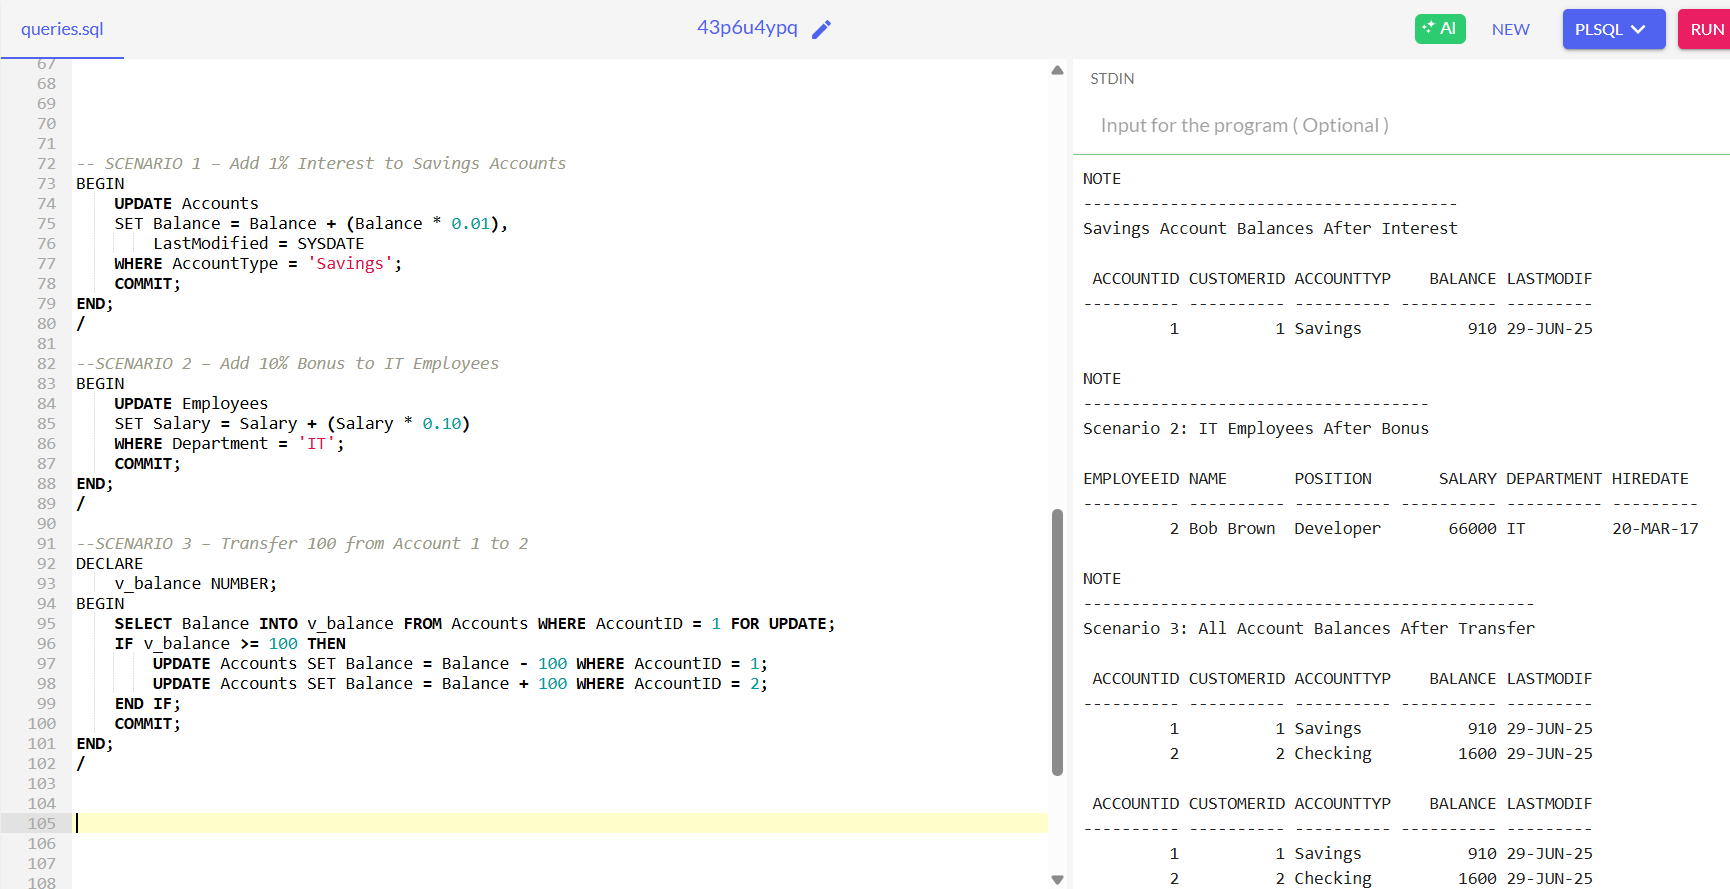 queries.sql
43p6u4ypq
AI
NEW
PLSQL
RUN
67
68
69
70
71
72 -- SCENARIO 1 – Add 1% Interest to Savings Accounts
73 BEGIN
74 UPDATE Accounts
75 SET Balance = Balance + (Balance * 0.01),
76 LastModified = SYSDATE
77 WHERE AccountType = 'Savings';
78 COMMIT;
79 END;
80 /
81
82 --SCENARIO 2 – Add 10% Bonus to IT Employees
83 BEGIN
84 UPDATE Employees
85 SET Salary = Salary + (Salary * 0.10)
86 WHERE Department = 'IT';
87 COMMIT;
88 END;
89 /
90
91 --SCENARIO 3 – Transfer 100 from Account 1 to 2
92 DECLARE
93 v_balance NUMBER;
94 BEGIN
95 SELECT Balance INTO v_balance FROM Accounts WHERE AccountID = 1 FOR UPDATE;
96 IF v_balance >= 100 THEN
97 UPDATE Accounts SET Balance = Balance - 100 WHERE AccountID = 1;
98 UPDATE Accounts SET Balance = Balance + 100 WHERE AccountID = 2;
99 END IF;
100 COMMIT;
101 END;
102 /
103
104
105
106
107
108
STDIN
Input for the program ( Optional )
NOTE
---------------------------------------
Savings Account Balances After Interest
ACCOUNTID CUSTOMERID ACCOUNTTYP BALANCE LASTMODIF
---------- ---------- ---------- ---------- ---------
1 1 Savings 910 29-JUN-25
NOTE
------------------------------------
Scenario 2: IT Employees After Bonus
EMPLOYEEID NAME POSITION SALARY DEPARTMENT HIREDATE
---------- ---------- ---------- ---------- ---------- ---------
2 Bob Brown Developer 66000 IT 20-MAR-17
NOTE
-----------------------------------------------
Scenario 3: All Account Balances After Transfer
ACCOUNTID CUSTOMERID ACCOUNTTYP BALANCE LASTMODIF
---------- ---------- ---------- ---------- ---------
1 1 Savings 910 29-JUN-25
2 2 Checking 1600 29-JUN-25
ACCOUNTID CUSTOMERID ACCOUNTTYP BALANCE LASTMODIF
---------- ---------- ---------- ---------- ---------
1 1 Savings 910 29-JUN-25
2 2 Checking 1600 29-JUN-25